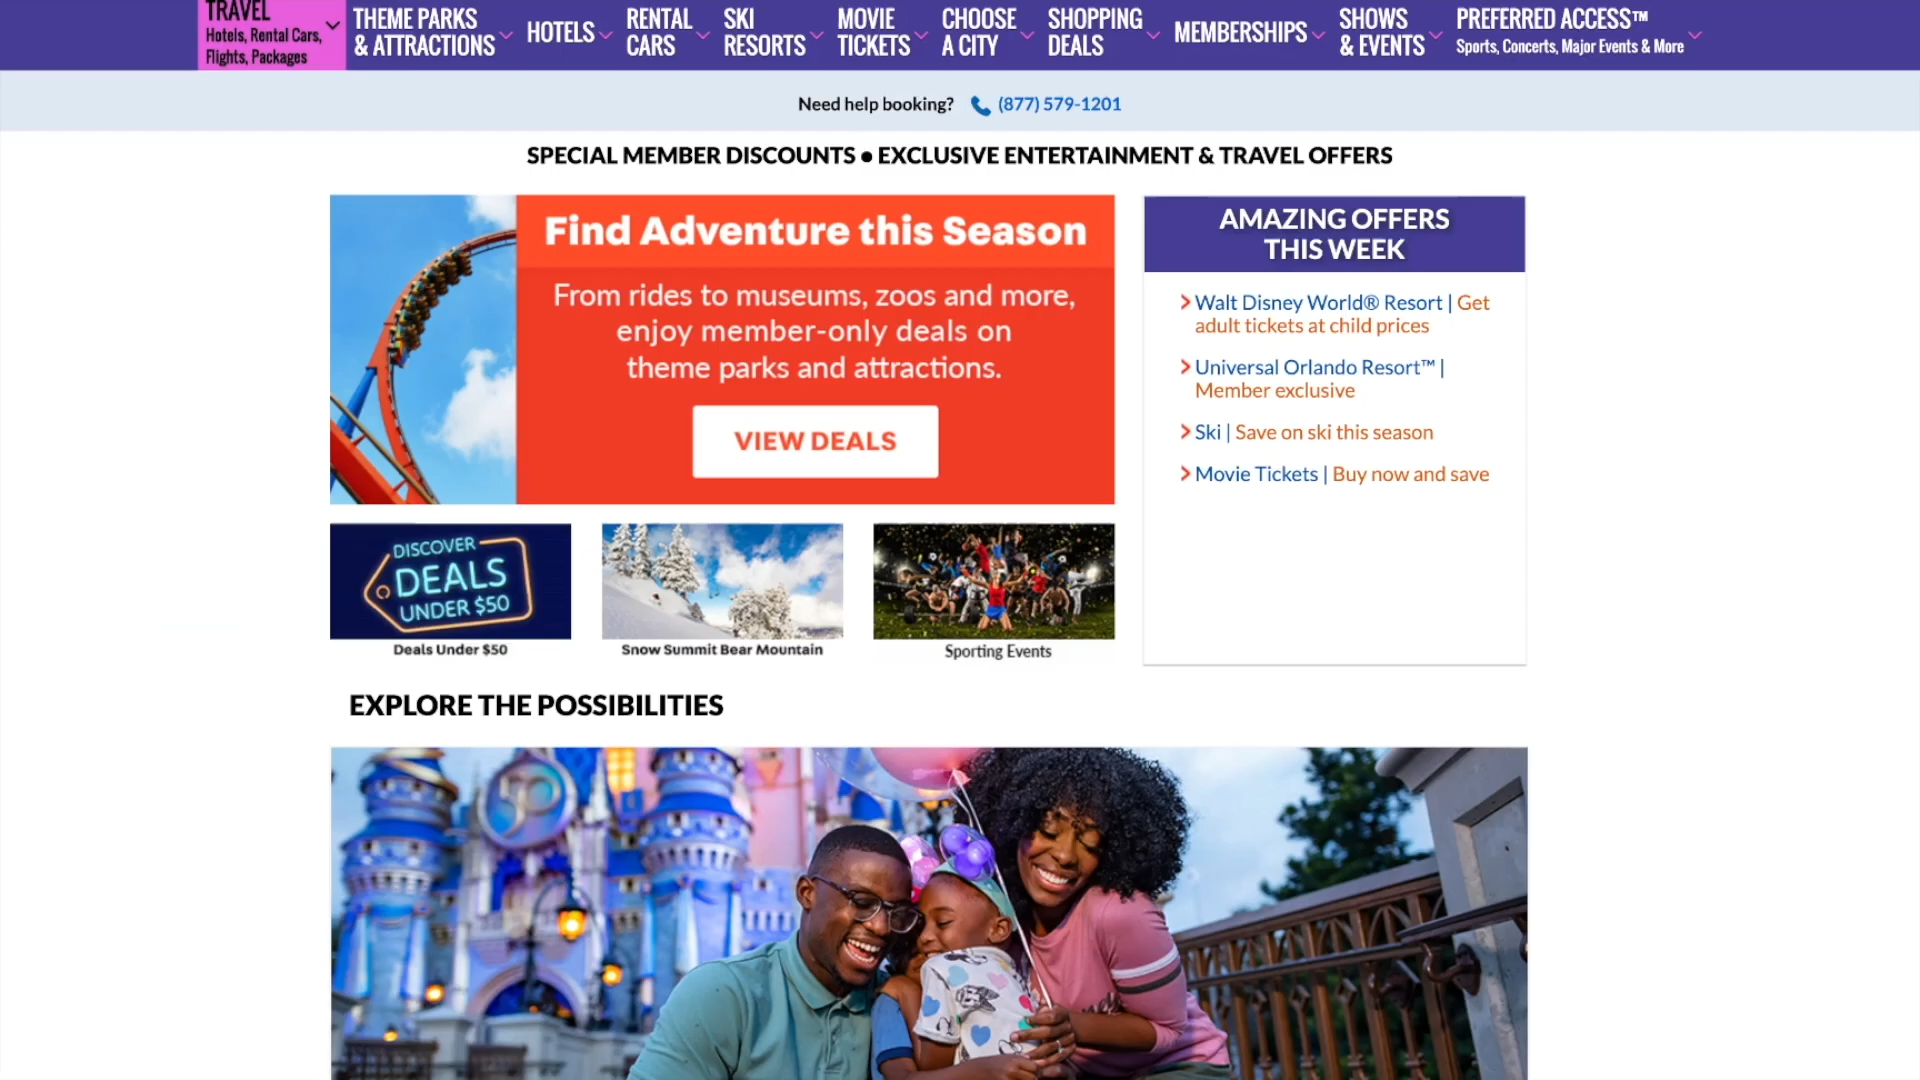 TRAVEL
Hotels, Rental Cars,
Flights, Packages
THEME PARKS
& ATTRACTIONS
HOTELS
RENTAL
CARS
SKI
RESORTS
MOVIE
TICKETS
CHOOSE
A CITY
SHOPPING
DEALS
MEMBERSHIPS
SHOWS
& EVENTS
PREFERRED ACCESS™
Sports, Concerts, Major Events & More
Need help booking? (877) 579-1201
SPECIAL MEMBER DISCOUNTS ● EXCLUSIVE ENTERTAINMENT & TRAVEL OFFERS
Find Adventure this Season
From rides to museums, zoos and more,
enjoy member-only deals on
theme parks and attractions.
VIEW DEALS
AMAZING OFFERS
THIS WEEK
Walt Disney World® Resort | Get
adult tickets at child prices
Universal Orlando Resort™ |
Member exclusive
Ski | Save on ski this season
Movie Tickets | Buy now and save
DISCOVER
DEALS
UNDER $50
Deals Under $50
Snow Summit Bear Mountain
Sporting Events
EXPLORE THE POSSIBILITIES
50